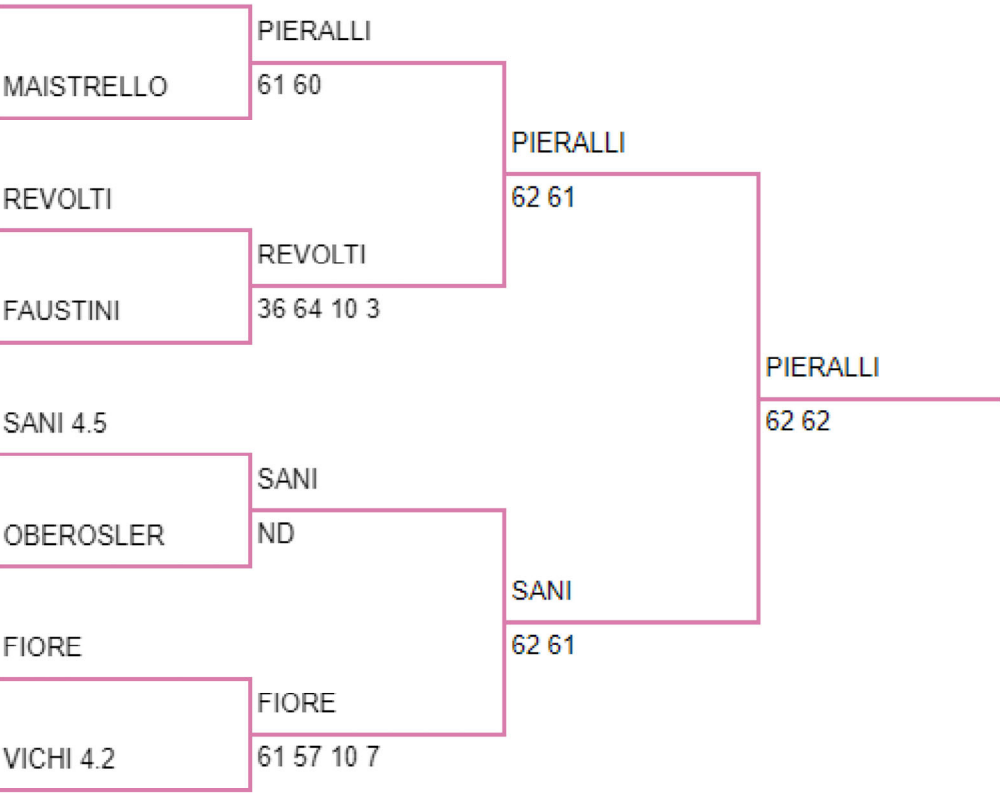 PIERALLI
MAISTRELLO
61 60
PIERALLI
REVOLTI
62 61
REVOLTI
FAUSTINI
36 64 10 3
PIERALLI
SANI 4.5
62 62
SANI
OBEROSLER
ND
SANI
FIORE
62 61
FIORE
VICHI 4.2
61 57 10 7